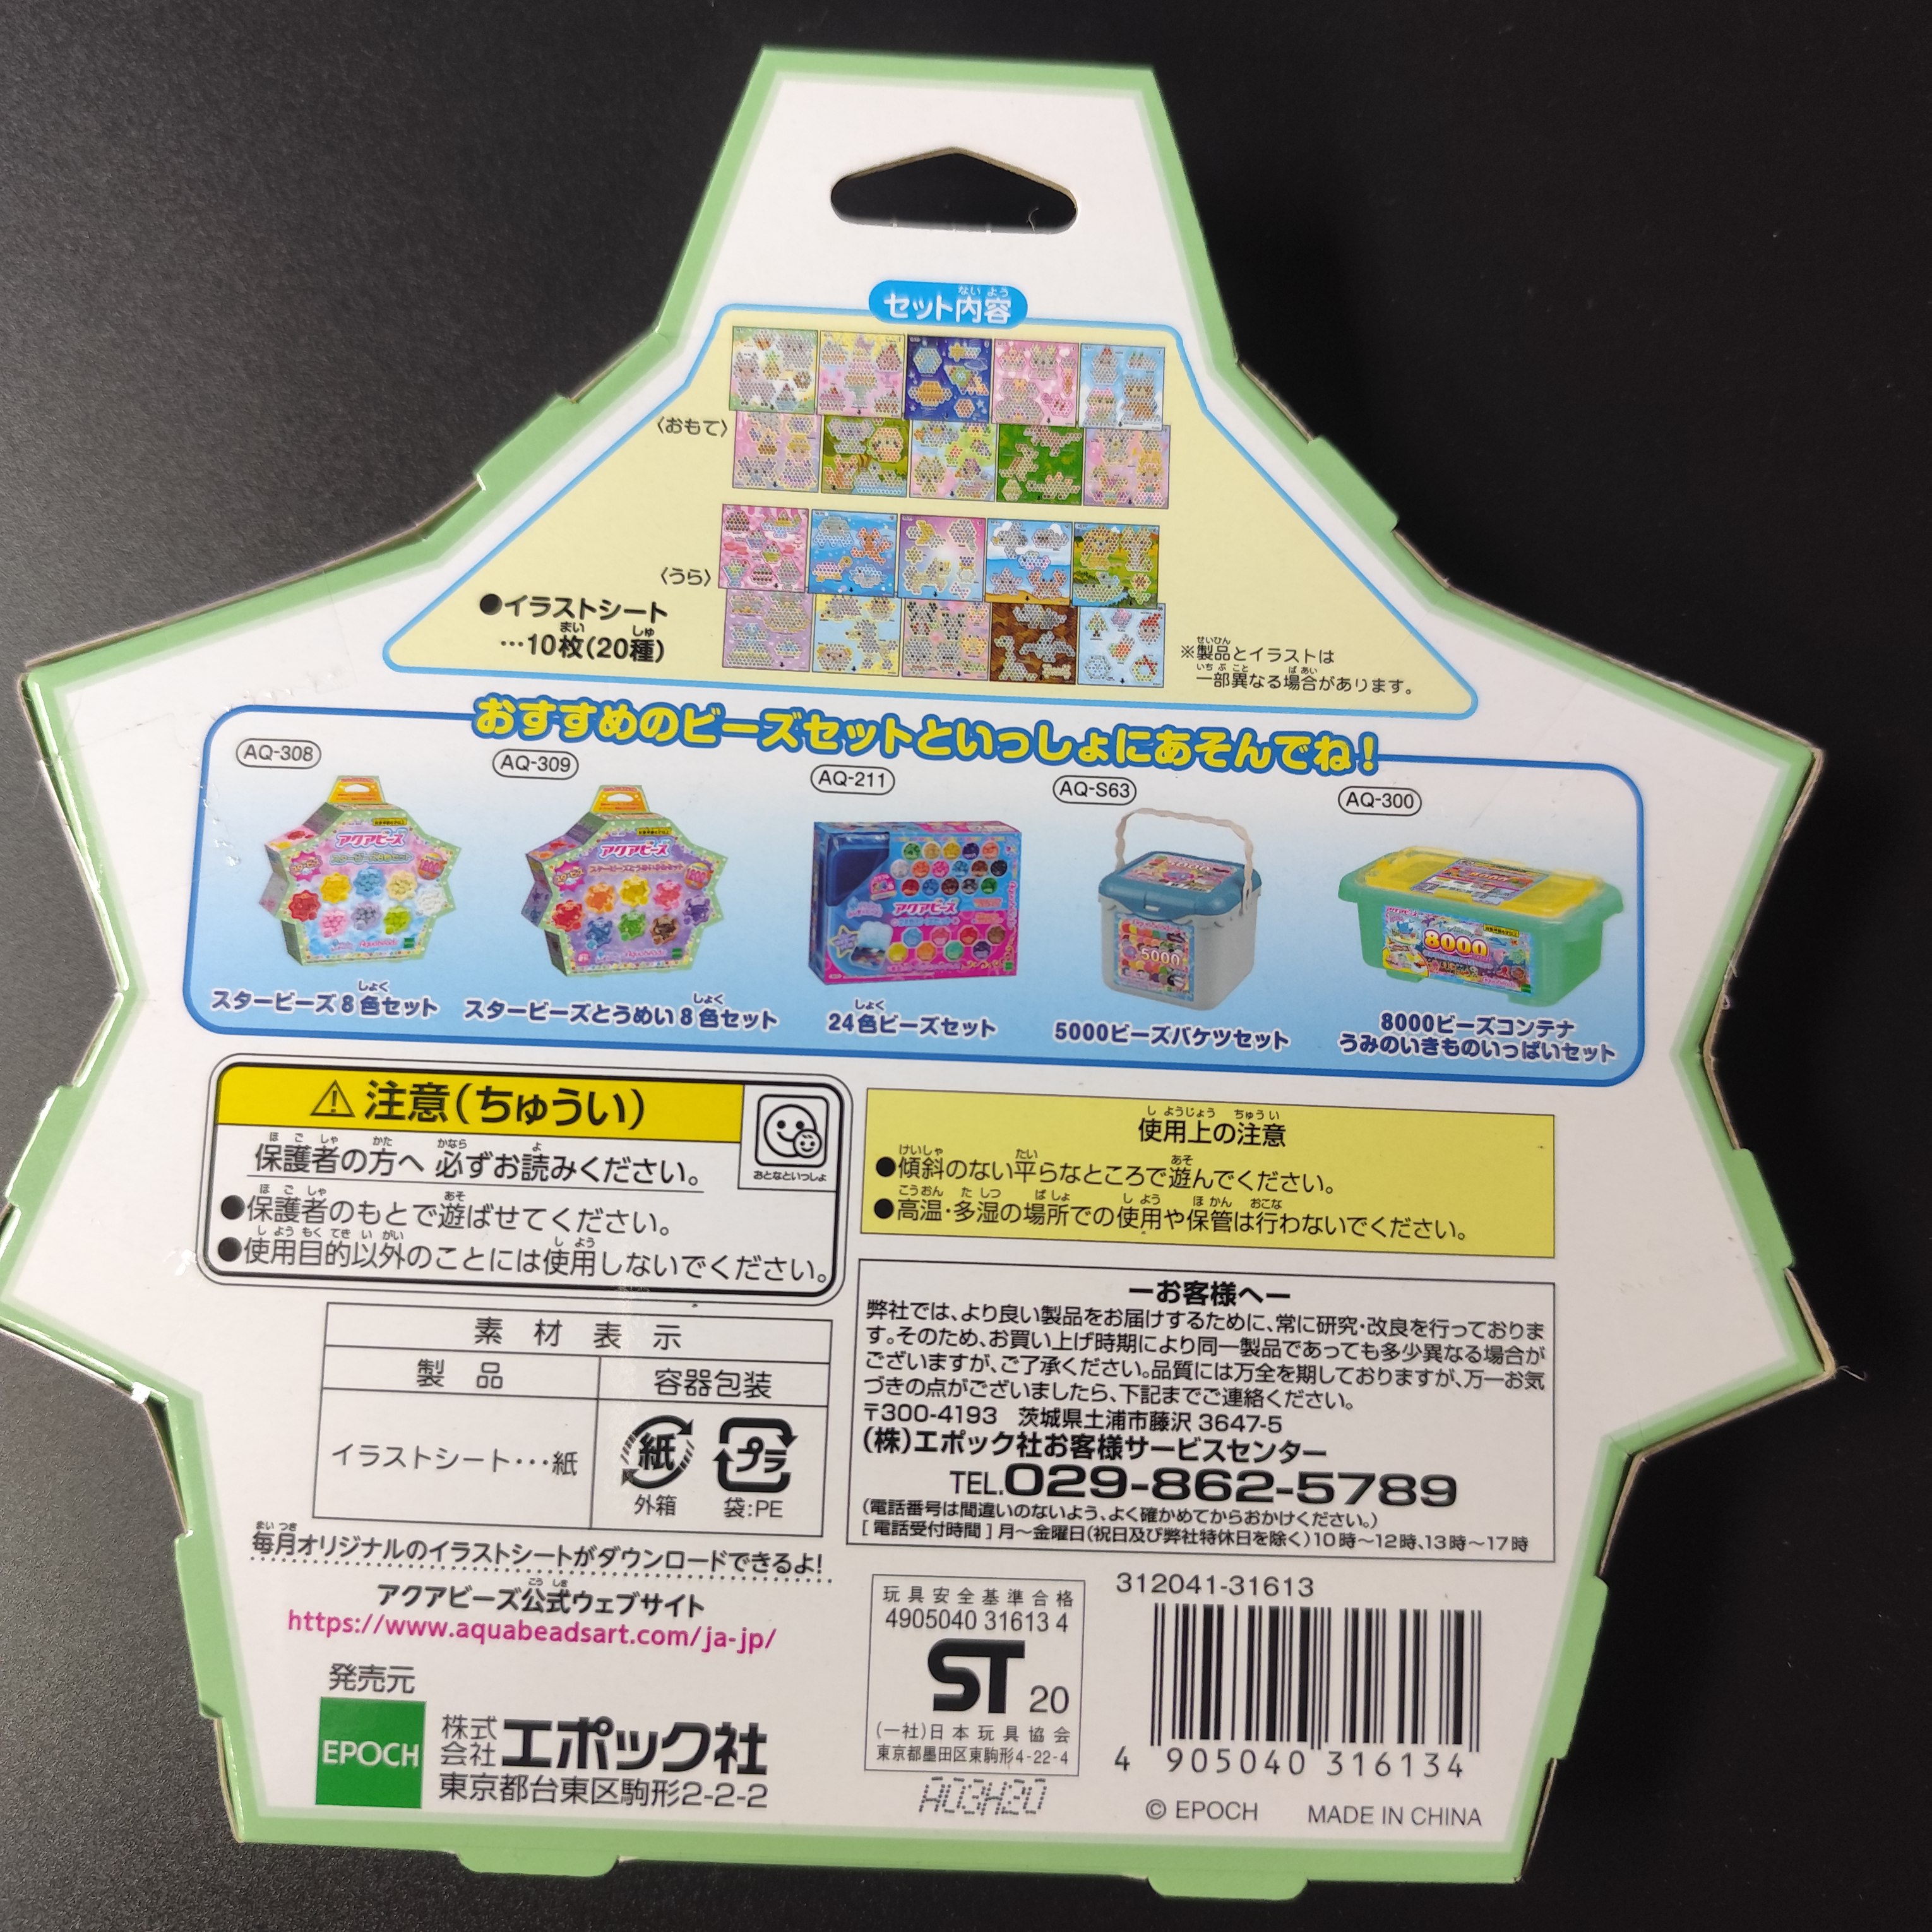 セット内容
〈おもて〉
〈うら〉
●イラストシート
…10枚(20種)
※製品とイラストは
一部異なる場合があります。
おすすめのビーズセットといっしょにあそんでね!
AQ-308
AQ-309
AQ-211
AQ-S63
AQ-300
アクアビーズ
アクアビーズ
アクアビーズ
5000
8000
スタービーズ8色セット
スタービーズとうめい8色セット
24色ビーズセット
5000ビーズバケツセット
8000ビーズコンテナ
うみのいきものいっぱいセット
⚠注意(ちゅうい)
おとなといっしょ
保護者の方へ 必ずお読みください。
●保護者のもとで遊ばせてください。
●使用目的以外のことには使用しないでください。
使用上の注意
●傾斜のない平らなところで遊んでください。
●高温・多湿の場所での使用や保管は行わないでください。
素材表示
製品 容器包装
イラストシート・・・紙
紙 プラ
外箱 袋:PE
ーお客様へー
弊社では、より良い製品をお届けするために、常に研究・改良を行っておりま
す。そのため、お買い上げ時期により同一製品であっても多少異なる場合が
ございますが、ご了承ください。品質には万全を期しておりますが、万一お気
づきの点がございましたら、下記までご連絡ください。
〒300-4193 茨城県土浦市藤沢 3647-5
(株)エポック社お客様サービスセンター
TEL.029-862-5789
(電話番号は間違いのないよう、よく確かめてからおかけください。)
[電話受付時間]月〜金曜日(祝日及び弊社特休日を除く)10時〜12時、13時〜17時
毎月オリジナルのイラストシートがダウンロードできるよ!
アクアビーズ公式ウェブサイト
https://www.aquabeadsart.com/ja-jp/
発売元
EPOCH
株式会社エポック社
東京都台東区駒形2-2-2
玩具安全基準合格
4905040 31613 4
ST 20
(一社)日本玩具協会
東京都墨田区東駒形4-22-4
A03H20
312041-31613
4 905040 316134
© EPOCH MADE IN CHINA